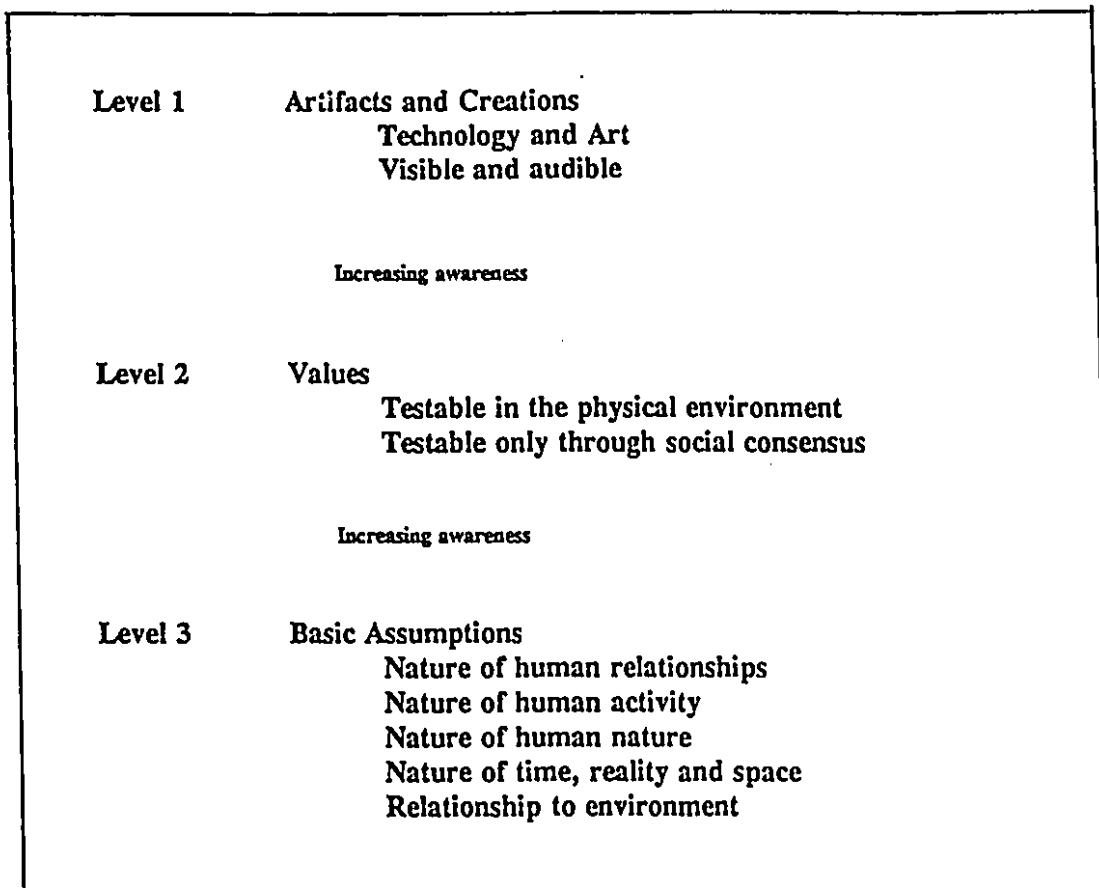 Level 1 Artifacts and Creations
Technology and Art
Visible and audible
Increasing awareness
Level 2 Values
Testable in the physical environment
Testable only through social consensus
Increasing awareness
Level 3 Basic Assumptions
Nature of human relationships
Nature of human activity
Nature of human nature
Nature of time, reality and space
Relationship to environment